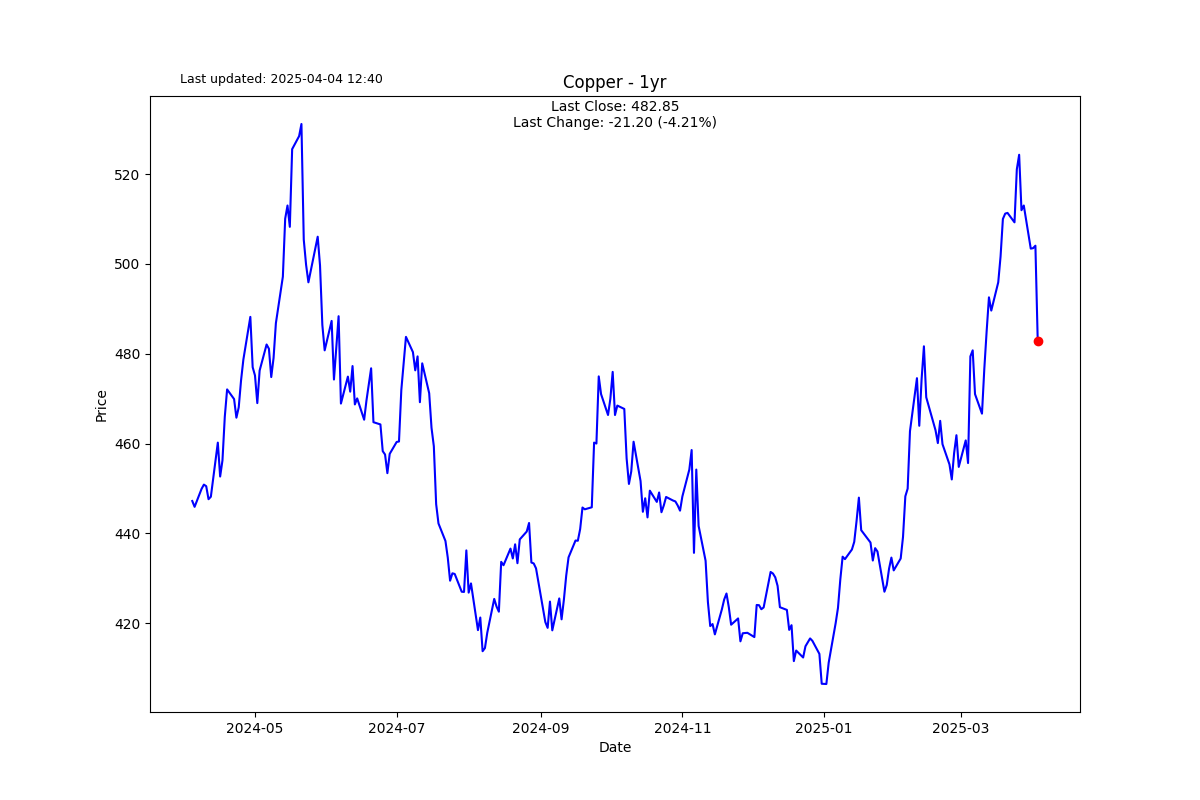 Last updated: 2025-04-04 12:40
Copper - 1yr
Last Close: 482.85
Last Change: -21.20 (-4.21%)
520
500
480
460
440
420
Price
2024-05
2024-07
2024-09
2024-11
2025-01
2025-03
Date